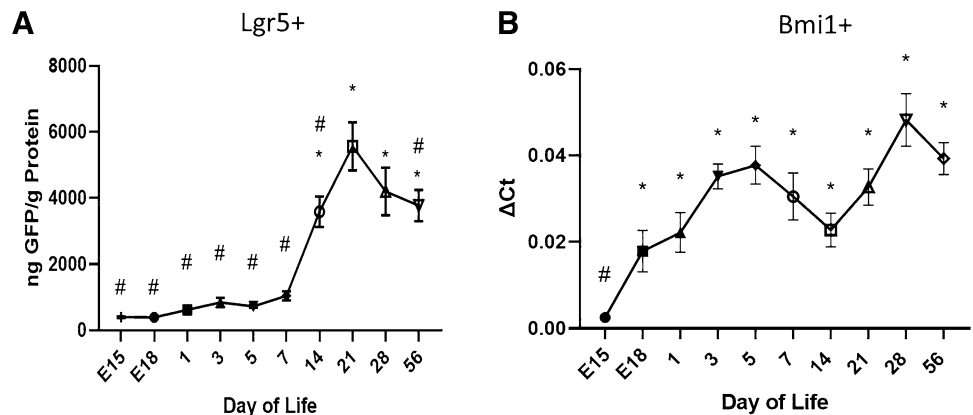 A
Lgr5+
ng GFP/g Protein
8000
6000
4000
2000
0
# # # # # # # * * * # *
E15 E18 1 3 5 7 14 21 28 56
Day of Life
B
Bmi1+
ΔCt
0.06
0.04
0.02
0.00
# * * * * * * * * *
E15 E18 1 3 5 7 14 21 28 56
Day of Life